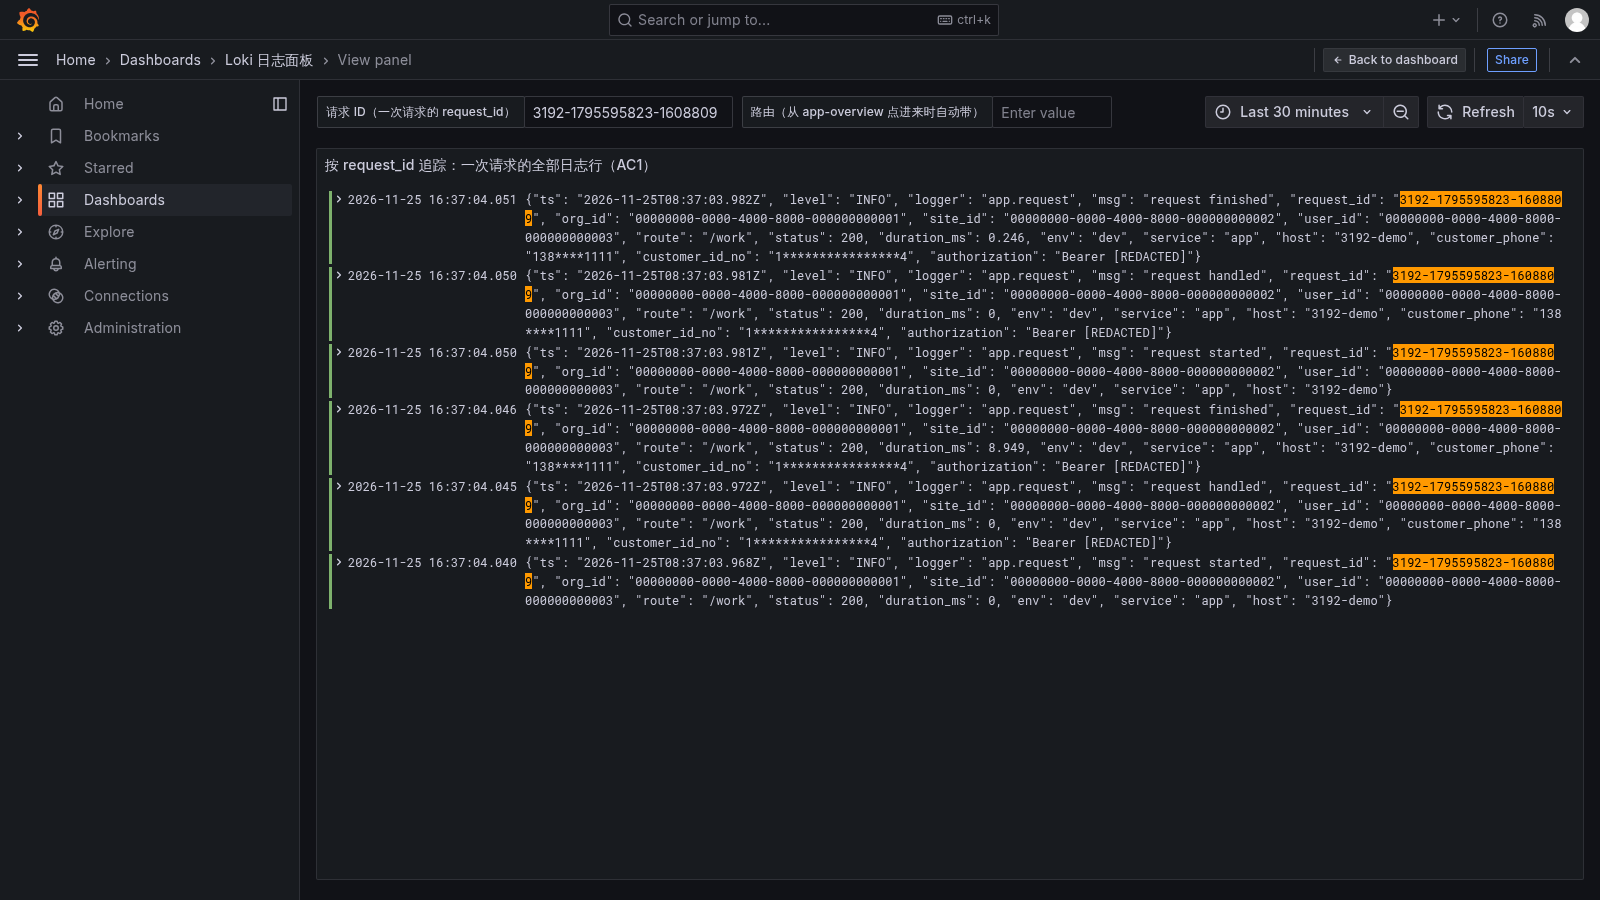 Search or jump to...
ctrl+k
Home
Dashboards
Loki 日志面板
View panel
Back to dashboard
Share
Home
Bookmarks
Starred
Dashboards
Explore
Alerting
Connections
Administration
请求 ID（一次请求的 request_id）
3192-1795595823-1608809
路由（从 app-overview 点进来时自动带）
Enter value
Last 30 minutes
Refresh
10s
按 request_id 追踪：一次请求的全部日志行（AC1）
2026-11-25 16:37:04.051 {"ts": "2026-11-25T08:37:03.982Z", "level": "INFO", "logger": "app.request", "msg": "request finished", "request_id": "3192-1795595823-160880
9", "org_id": "00000000-0000-4000-8000-000000000001", "site_id": "00000000-0000-4000-8000-000000000002", "user_id": "00000000-0000-4000-8000-
000000000003", "route": "/work", "status": 200, "duration_ms": 0.246, "env": "dev", "service": "app", "host": "3192-demo", "customer_phone":
"138****1111", "customer_id_no": "1****************4", "authorization": "Bearer [REDACTED]"}
2026-11-25 16:37:04.050 {"ts": "2026-11-25T08:37:03.981Z", "level": "INFO", "logger": "app.request", "msg": "request handled", "request_id": "3192-1795595823-160880
9", "org_id": "00000000-0000-4000-8000-000000000001", "site_id": "00000000-0000-4000-8000-000000000002", "user_id": "00000000-0000-4000-8000-
000000000003", "route": "/work", "status": 200, "duration_ms": 0, "env": "dev", "service": "app", "host": "3192-demo", "customer_phone": "138
****1111", "customer_id_no": "1****************4", "authorization": "Bearer [REDACTED]"}
2026-11-25 16:37:04.050 {"ts": "2026-11-25T08:37:03.981Z", "level": "INFO", "logger": "app.request", "msg": "request started", "request_id": "3192-1795595823-160880
9", "org_id": "00000000-0000-4000-8000-000000000001", "site_id": "00000000-0000-4000-8000-000000000002", "user_id": "00000000-0000-4000-8000-
000000000003", "route": "/work", "status": 200, "duration_ms": 0, "env": "dev", "service": "app", "host": "3192-demo"}
2026-11-25 16:37:04.046 {"ts": "2026-11-25T08:37:03.972Z", "level": "INFO", "logger": "app.request", "msg": "request finished", "request_id": "3192-1795595823-160880
9", "org_id": "00000000-0000-4000-8000-000000000001", "site_id": "00000000-0000-4000-8000-000000000002", "user_id": "00000000-0000-4000-8000-
000000000003", "route": "/work", "status": 200, "duration_ms": 8.949, "env": "dev", "service": "app", "host": "3192-demo", "customer_phone":
"138****1111", "customer_id_no": "1****************4", "authorization": "Bearer [REDACTED]"}
2026-11-25 16:37:04.045 {"ts": "2026-11-25T08:37:03.972Z", "level": "INFO", "logger": "app.request", "msg": "request handled", "request_id": "3192-1795595823-160880
9", "org_id": "00000000-0000-4000-8000-000000000001", "site_id": "00000000-0000-4000-8000-000000000002", "user_id": "00000000-0000-4000-8000-
000000000003", "route": "/work", "status": 200, "duration_ms": 0, "env": "dev", "service": "app", "host": "3192-demo", "customer_phone": "138
****1111", "customer_id_no": "1****************4", "authorization": "Bearer [REDACTED]"}
2026-11-25 16:37:04.040 {"ts": "2026-11-25T08:37:03.968Z", "level": "INFO", "logger": "app.request", "msg": "request started", "request_id": "3192-1795595823-160880
9", "org_id": "00000000-0000-4000-8000-000000000001", "site_id": "00000000-0000-4000-8000-000000000002", "user_id": "00000000-0000-4000-8000-
000000000003", "route": "/work", "status": 200, "duration_ms": 0, "env": "dev", "service": "app", "host": "3192-demo"}